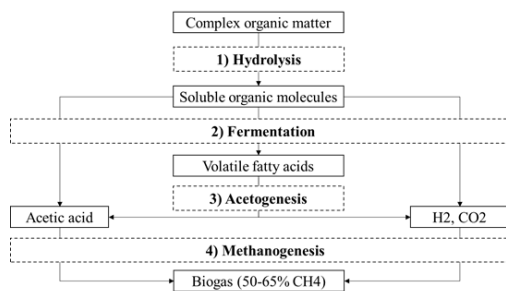 Complex organic matter
1) Hydrolysis
Soluble organic molecules
2) Fermentation
Volatile fatty acids
3) Acetogenesis
Acetic acid
H2, CO2
4) Methanogenesis
Biogas (50-65% CH4)